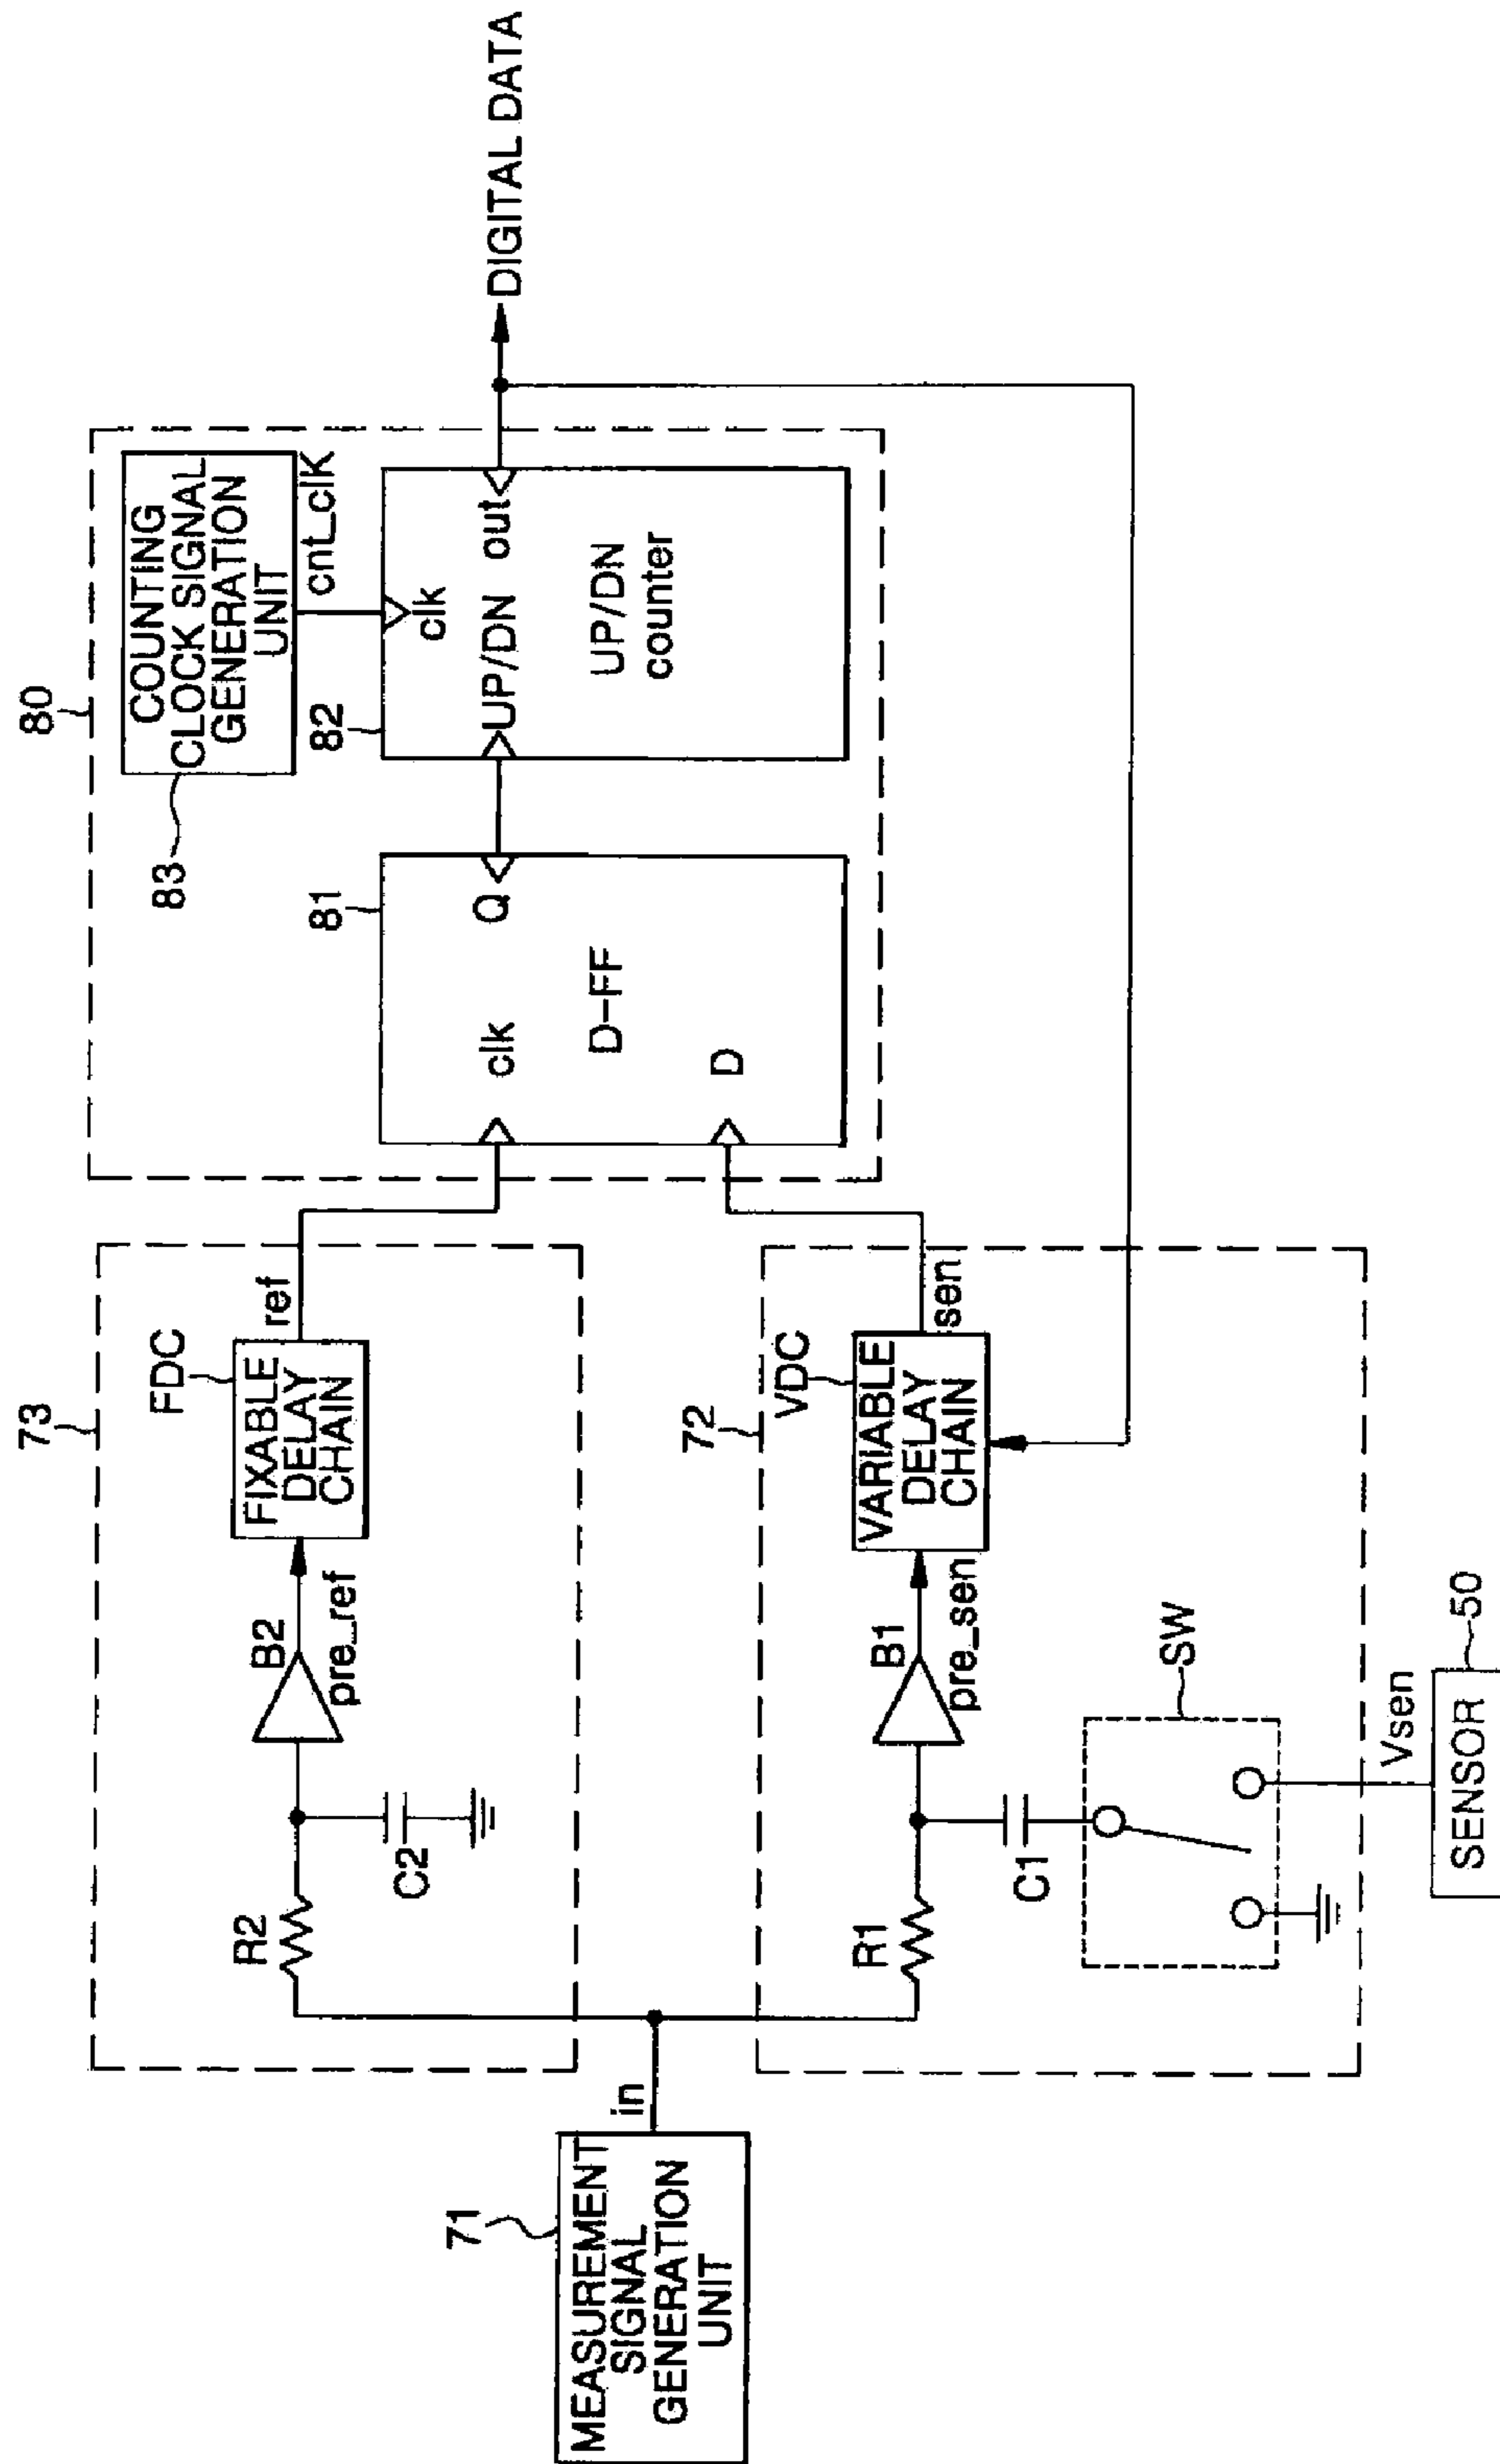 71
MEASUREMENT
SIGNAL
GENERATION
UNIT
in
73
R2
C2
B2
pre_ref
FDC
FIXABLE
DELAY
CHAIN
ref
72
R1
C1
B1
pre_sen
VDC
VARIABLE
DELAY
CHAIN
sen
SW
Vsen
SENSOR
50
80
81
clk
Q
D-FF
D
83
COUNTING
CLOCK SIGNAL
GENERATION
UNIT
cnt_clK
82
clk
UP/DN
out
UP/DN
counter
DIGITAL DATA